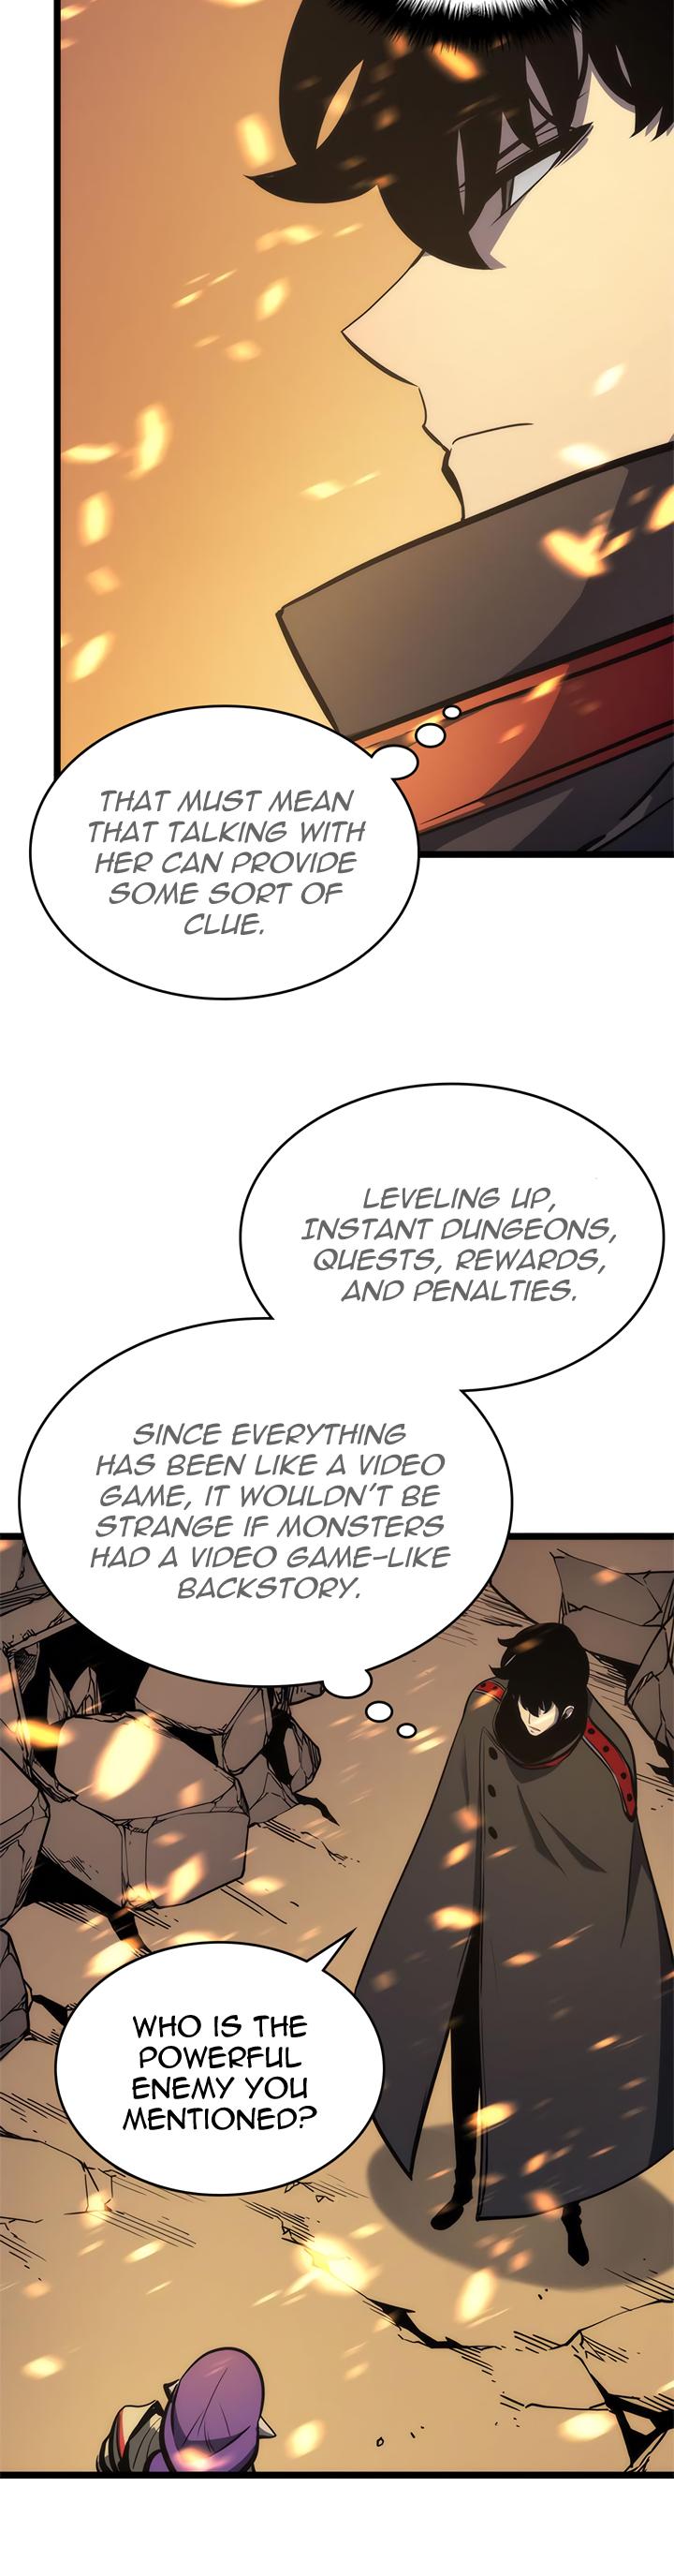 THAT MUST MEAN
THAT TALKING WITH
HER CAN PROVIDE
SOME SORT OF
CLUE.
LEVELING UP,
INSTANT DUNGEONS,
QUESTS, REWARDS,
AND PENALTIES.
SINCE EVERYTHING
HAS BEEN LIKE A VIDEO
GAME, IT WOULDN'T BE
STRANGE IF MONSTERS
HAD A VIDEO GAME-LIKE
BACKSTORY.
WHO IS THE
POWERFUL
ENEMY YOU
MENTIONED?